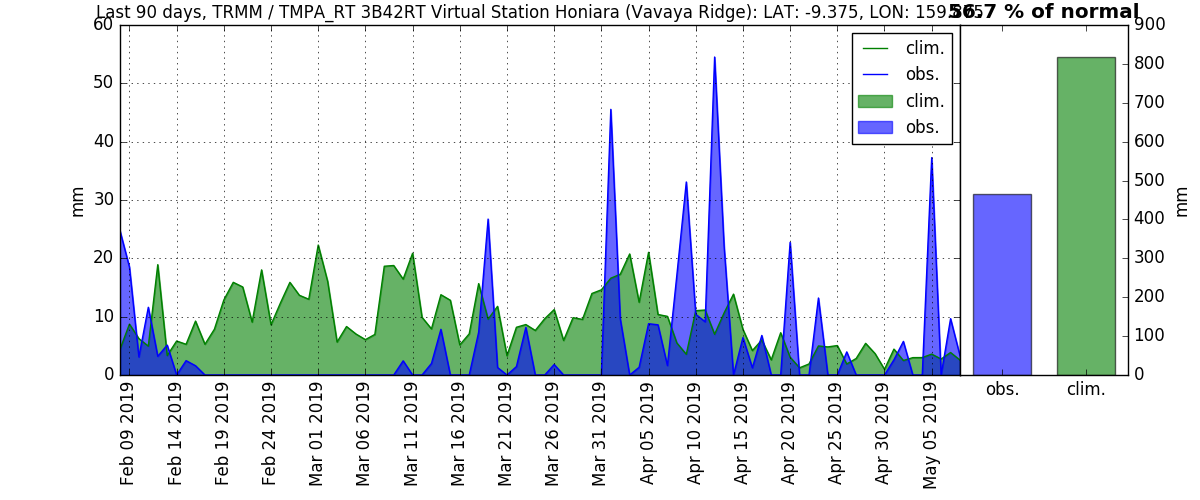 Last 90 days, TRMM / TMPA_RT 3B42RT Virtual Station Honiara (Vavaya Ridge): LAT: -9.375, LON: 159.875
56.7 % of normal
60
50
40
30
20
10
0
mm
clim.
obs.
clim.
obs.
900
800
700
600
500
400
300
200
100
0
mm
obs.
clim.
Feb 09 2019
Feb 14 2019
Feb 19 2019
Feb 24 2019
Mar 01 2019
Mar 06 2019
Mar 11 2019
Mar 16 2019
Mar 21 2019
Mar 26 2019
Mar 31 2019
Apr 05 2019
Apr 10 2019
Apr 15 2019
Apr 20 2019
Apr 25 2019
Apr 30 2019
May 05 2019